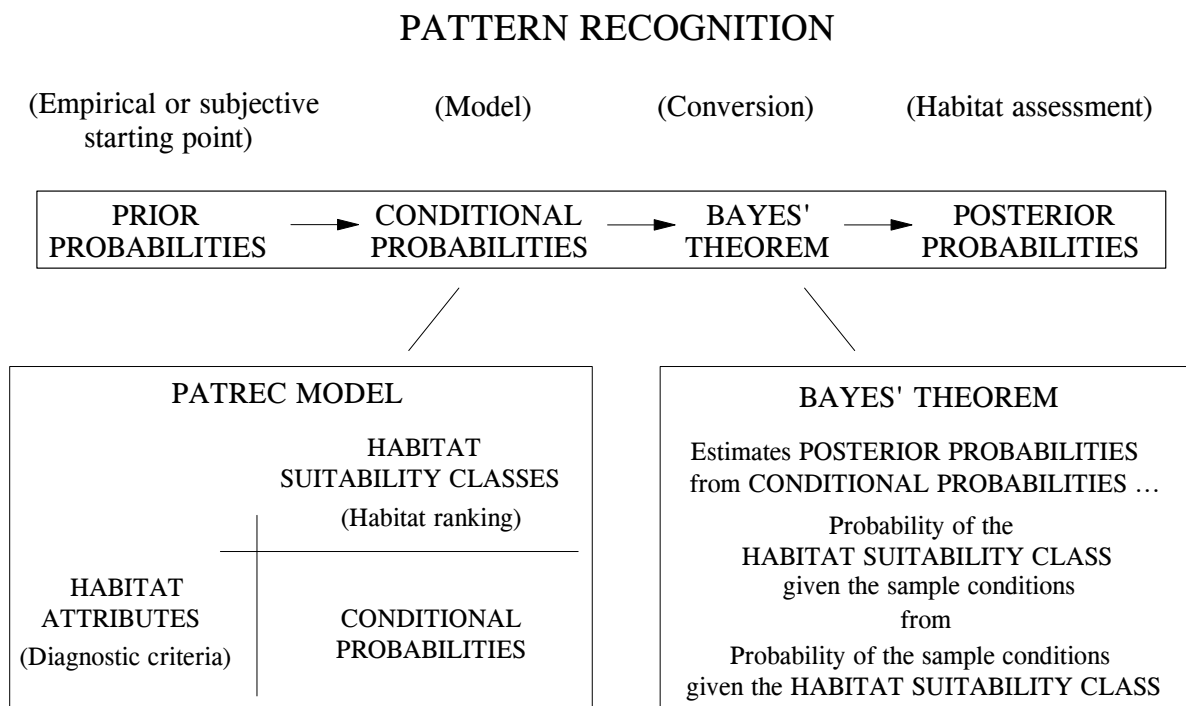 PATTERN RECOGNITION
(Empirical or subjective
starting point)
(Model)
(Conversion)
(Habitat assessment)
PRIOR
PROBABILITIES
CONDITIONAL
PROBABILITIES
BAYES'
THEOREM
POSTERIOR
PROBABILITIES
PATREC MODEL
HABITAT
SUITABILITY CLASSES
(Habitat ranking)
HABITAT
ATTRIBUTES
(Diagnostic criteria)
CONDITIONAL
PROBABILITIES
BAYES' THEOREM
Estimates POSTERIOR PROBABILITIES
from CONDITIONAL PROBABILITIES …
Probability of the
HABITAT SUITABILITY CLASS
given the sample conditions
from
Probability of the sample conditions
given the HABITAT SUITABILITY CLASS